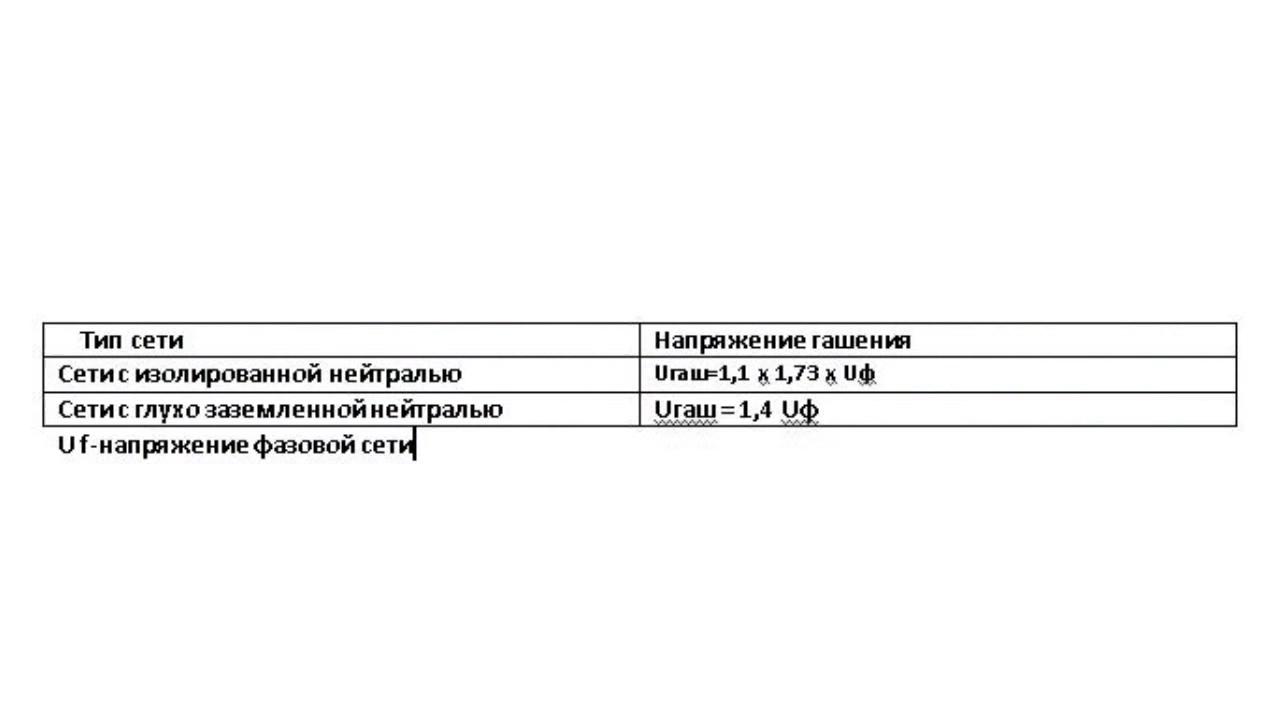 Тип сети Напряжение гашения
Сети с изолированной нейтралью Uгаш=1,1 х 1,73 х Uф
Сети с глухо заземленной нейтралью Uгаш = 1,4 Uф
U f-напряжение фазовой сети